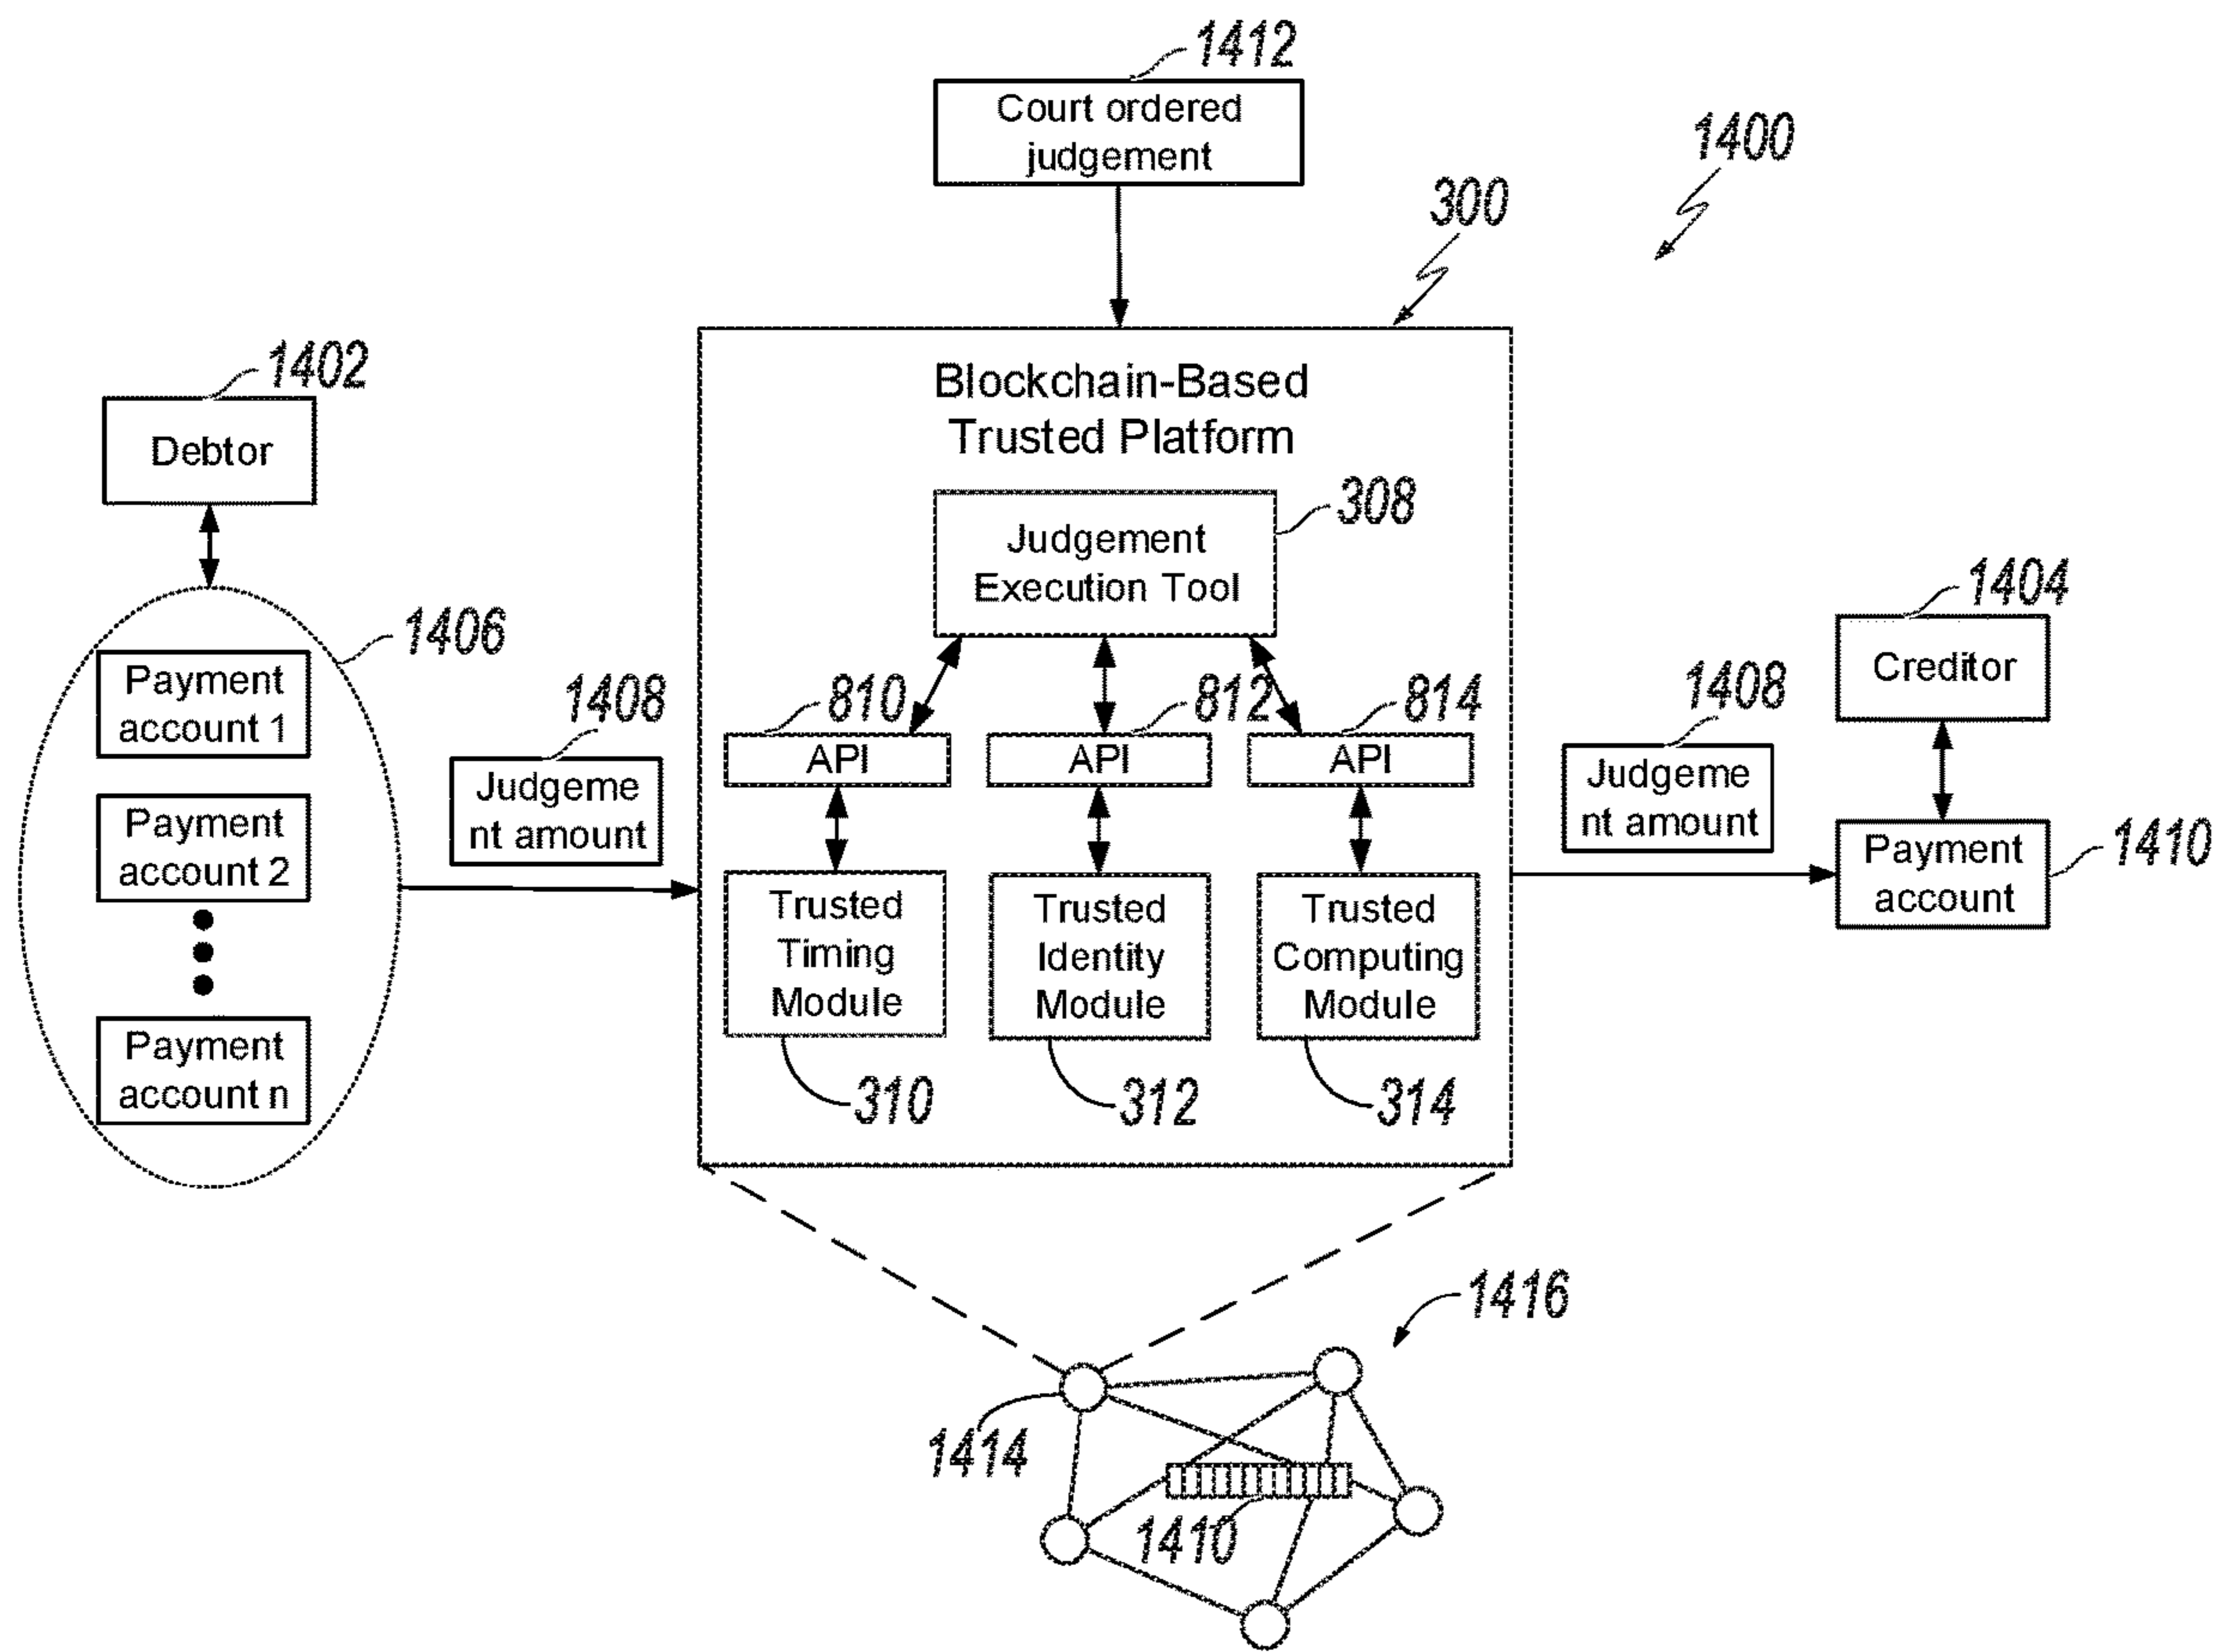 1412
Court ordered
judgement
1400
300
Blockchain-Based
Trusted Platform
1402
Debtor
308
Judgement
Execution Tool
1404
Creditor
1406
Payment
account 1
Payment
account 2
Payment
account n
1408
Judgeme
nt amount
810
API
812
API
814
API
1408
Judgeme
nt amount
Payment
account
1410
Trusted
Timing
Module
Trusted
Identity
Module
Trusted
Computing
Module
310
312
314
1416
1414
1410